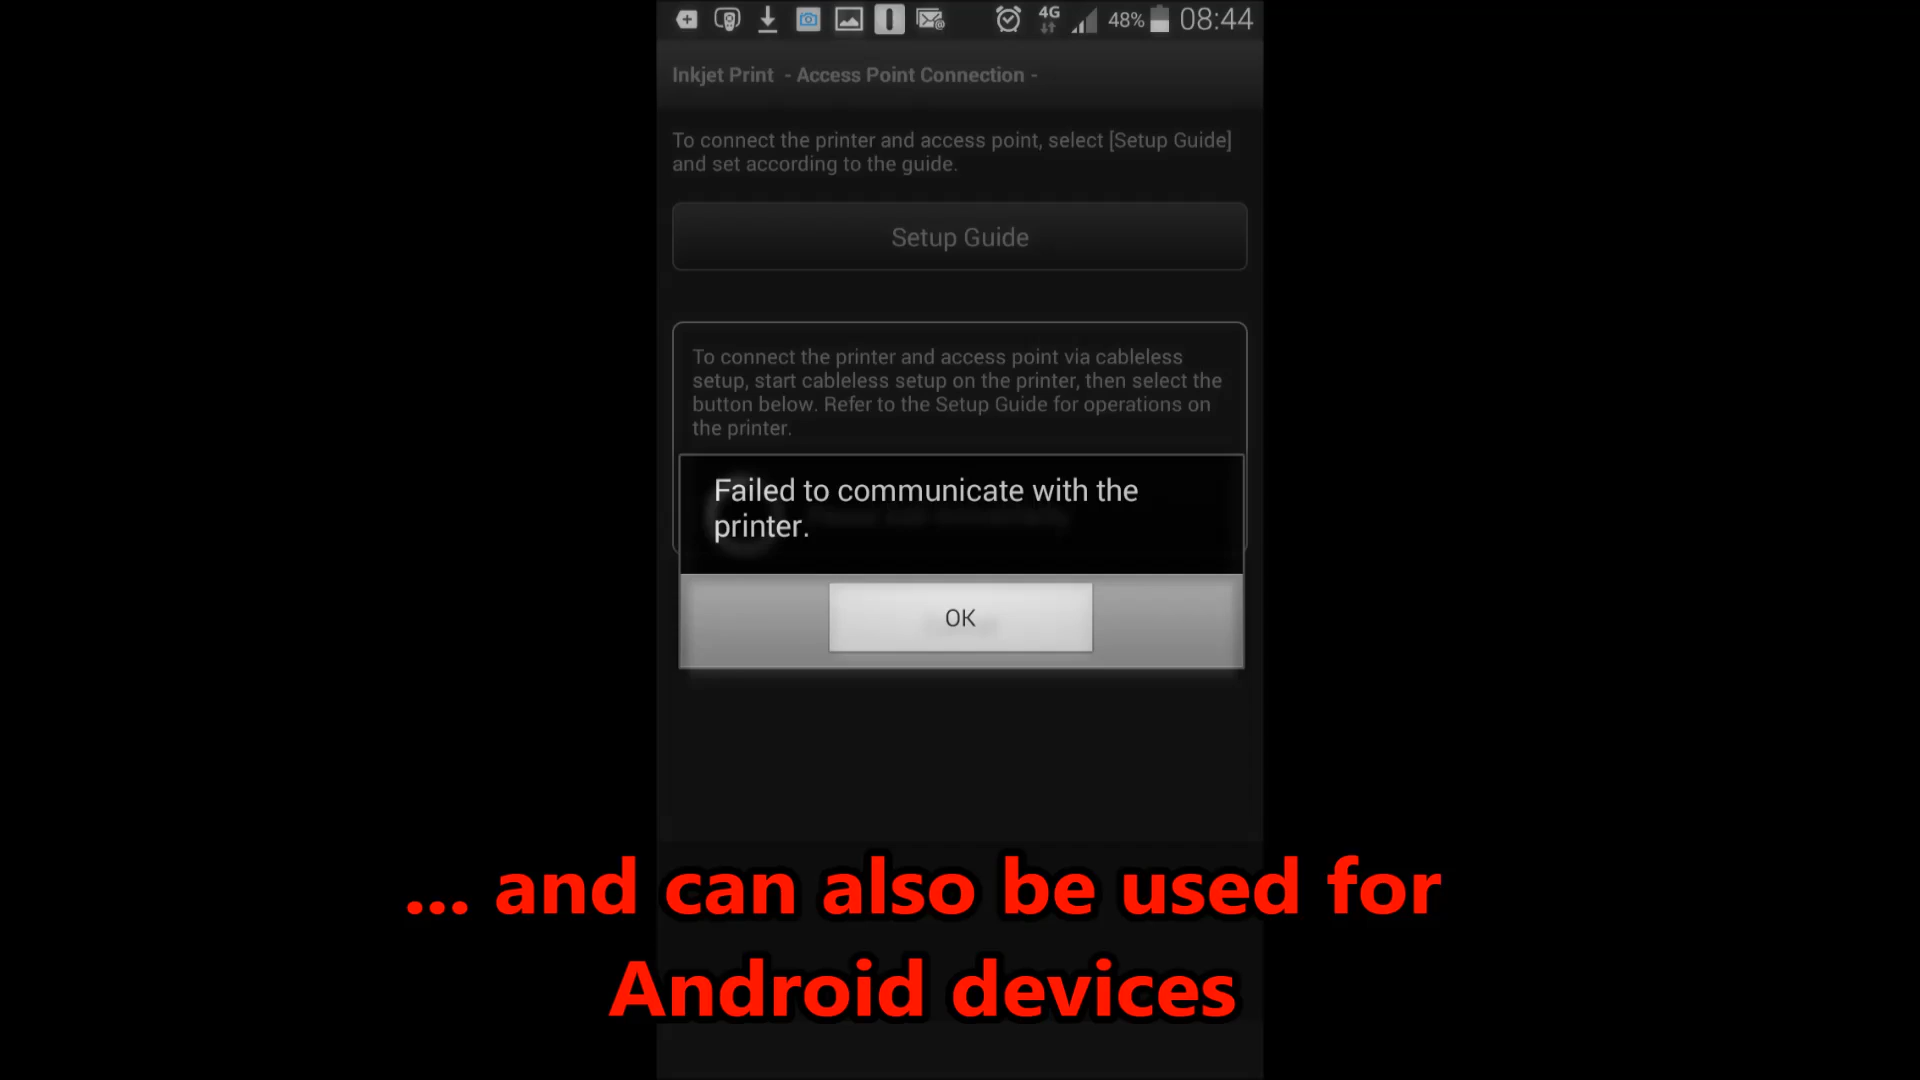 4G 48% 08:44
Inkjet Print - Access Point Connection -
To connect the printer and access point, select [Setup Guide]
and set according to the guide.
Setup Guide
To connect the printer and access point via cableless
setup, start cableless setup on the printer, then select the
button below. Refer to the Setup Guide for operations on
the printer.
Failed to communicate with the
printer.
OK
... and can also be used for
Android devices